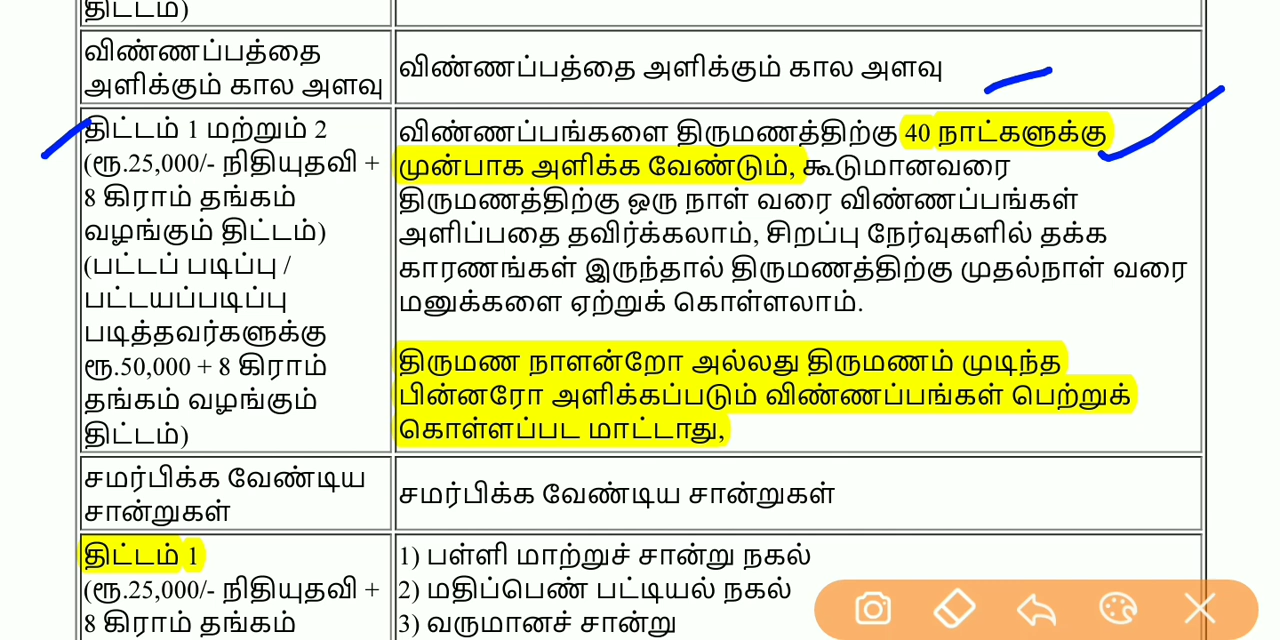 திட்டம்)
விண்ணப்பத்தை
அளிக்கும் கால அளவு
விண்ணப்பத்தை அளிக்கும் கால அளவு
திட்டம் 1 மற்றும் 2
(ரூ.25,000/- நிதியுதவி +
8 கிராம் தங்கம்
வழங்கும் திட்டம்)
(பட்டப் படிப்பு /
பட்டயப்படிப்பு
படித்தவர்களுக்கு
ரூ.50,000 + 8 கிராம்
தங்கம் வழங்கும்
திட்டம்)
விண்ணப்பங்களை திருமணத்திற்கு 40 நாட்களுக்கு
முன்பாக அளிக்க வேண்டும், கூடுமானவரை
திருமணத்திற்கு ஒரு நாள் வரை விண்ணப்பங்கள்
அளிப்பதை தவிர்க்கலாம், சிறப்பு நேர்வுகளில் தக்க
காரணங்கள் இருந்தால் திருமணத்திற்கு முதல்நாள் வரை
மனுக்களை ஏற்றுக் கொள்ளலாம்.
திருமண நாளன்றோ அல்லது திருமணம் முடிந்த
பின்னரோ அளிக்கப்படும் விண்ணப்பங்கள் பெற்றுக்
கொள்ளப்பட மாட்டாது,
சமர்பிக்க வேண்டிய
சான்றுகள்
சமர்பிக்க வேண்டிய சான்றுகள்
திட்டம் 1
(ரூ.25,000/- நிதியுதவி +
8 கிராம் தங்கம்
1) பள்ளி மாற்றுச் சான்று நகல்
2) மதிப்பெண் பட்டியல் நகல்
3) வருமானச் சான்று